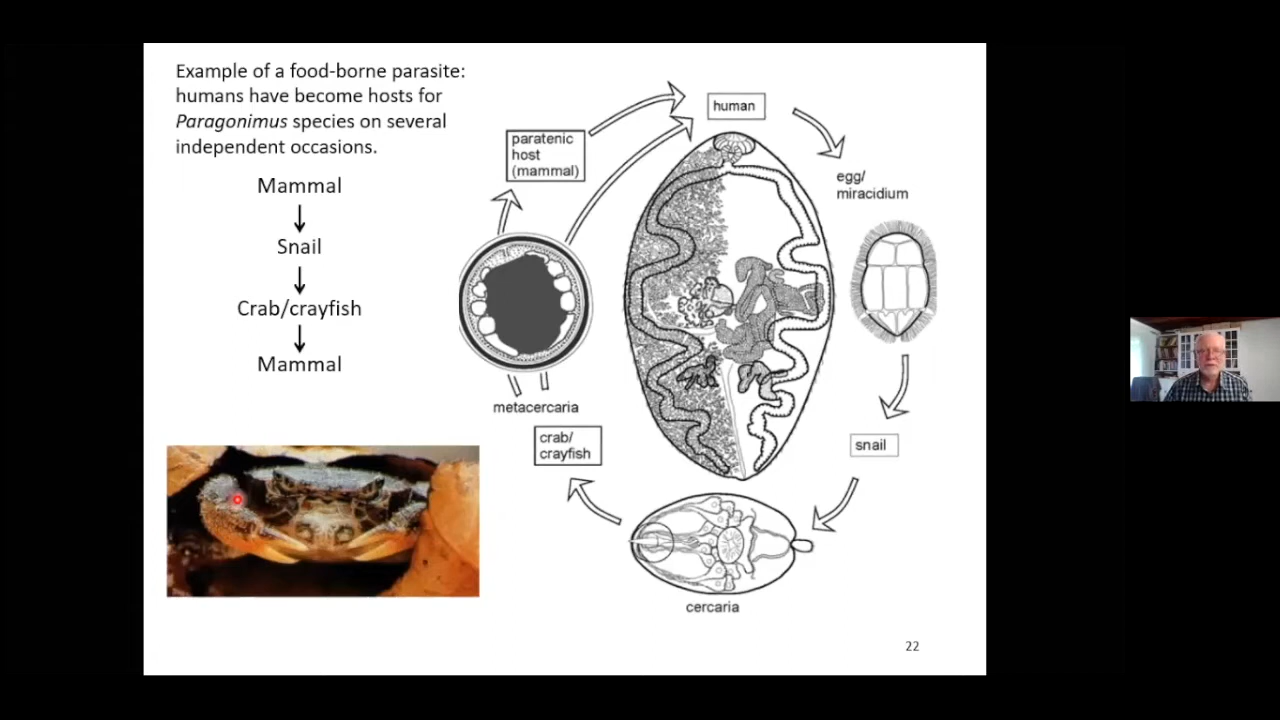 Example of a food-borne parasite:
humans have become hosts for
Paragonimus species on several
independent occasions.
Mammal
Snail
Crab/crayfish
Mammal
human
paratenic
host
(mammal)
egg/
miracidium
metacercaria
crab/
crayfish
snail
cercaria
22